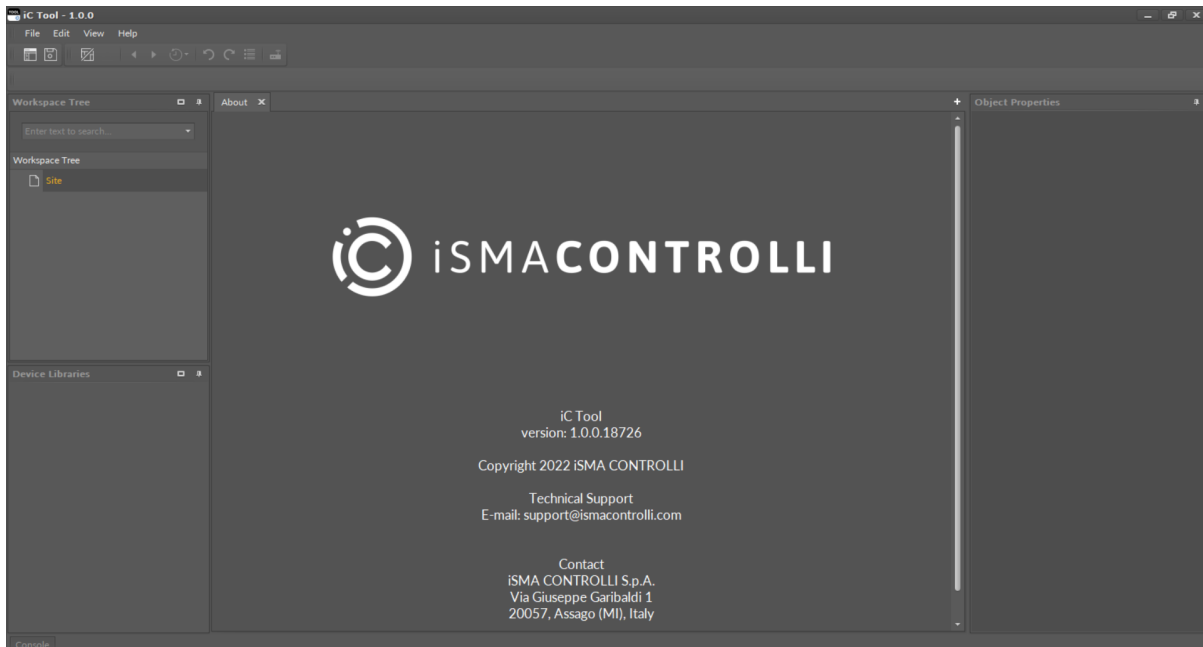 TOOL iC Tool - 1.0.0
File Edit View Help
Workspace Tree
Enter text to search...
Workspace Tree
Site
Device Libraries
About
iC iSMACONTROLLI
iC Tool
version: 1.0.0.18726
Copyright 2022 iSMA CONTROLLI
Technical Support
E-mail: support@ismacontrolli.com
Contact
iSMA CONTROLLI S.p.A.
Via Giuseppe Garibaldi 1
20057, Assago (MI), Italy
Object Properties
Console